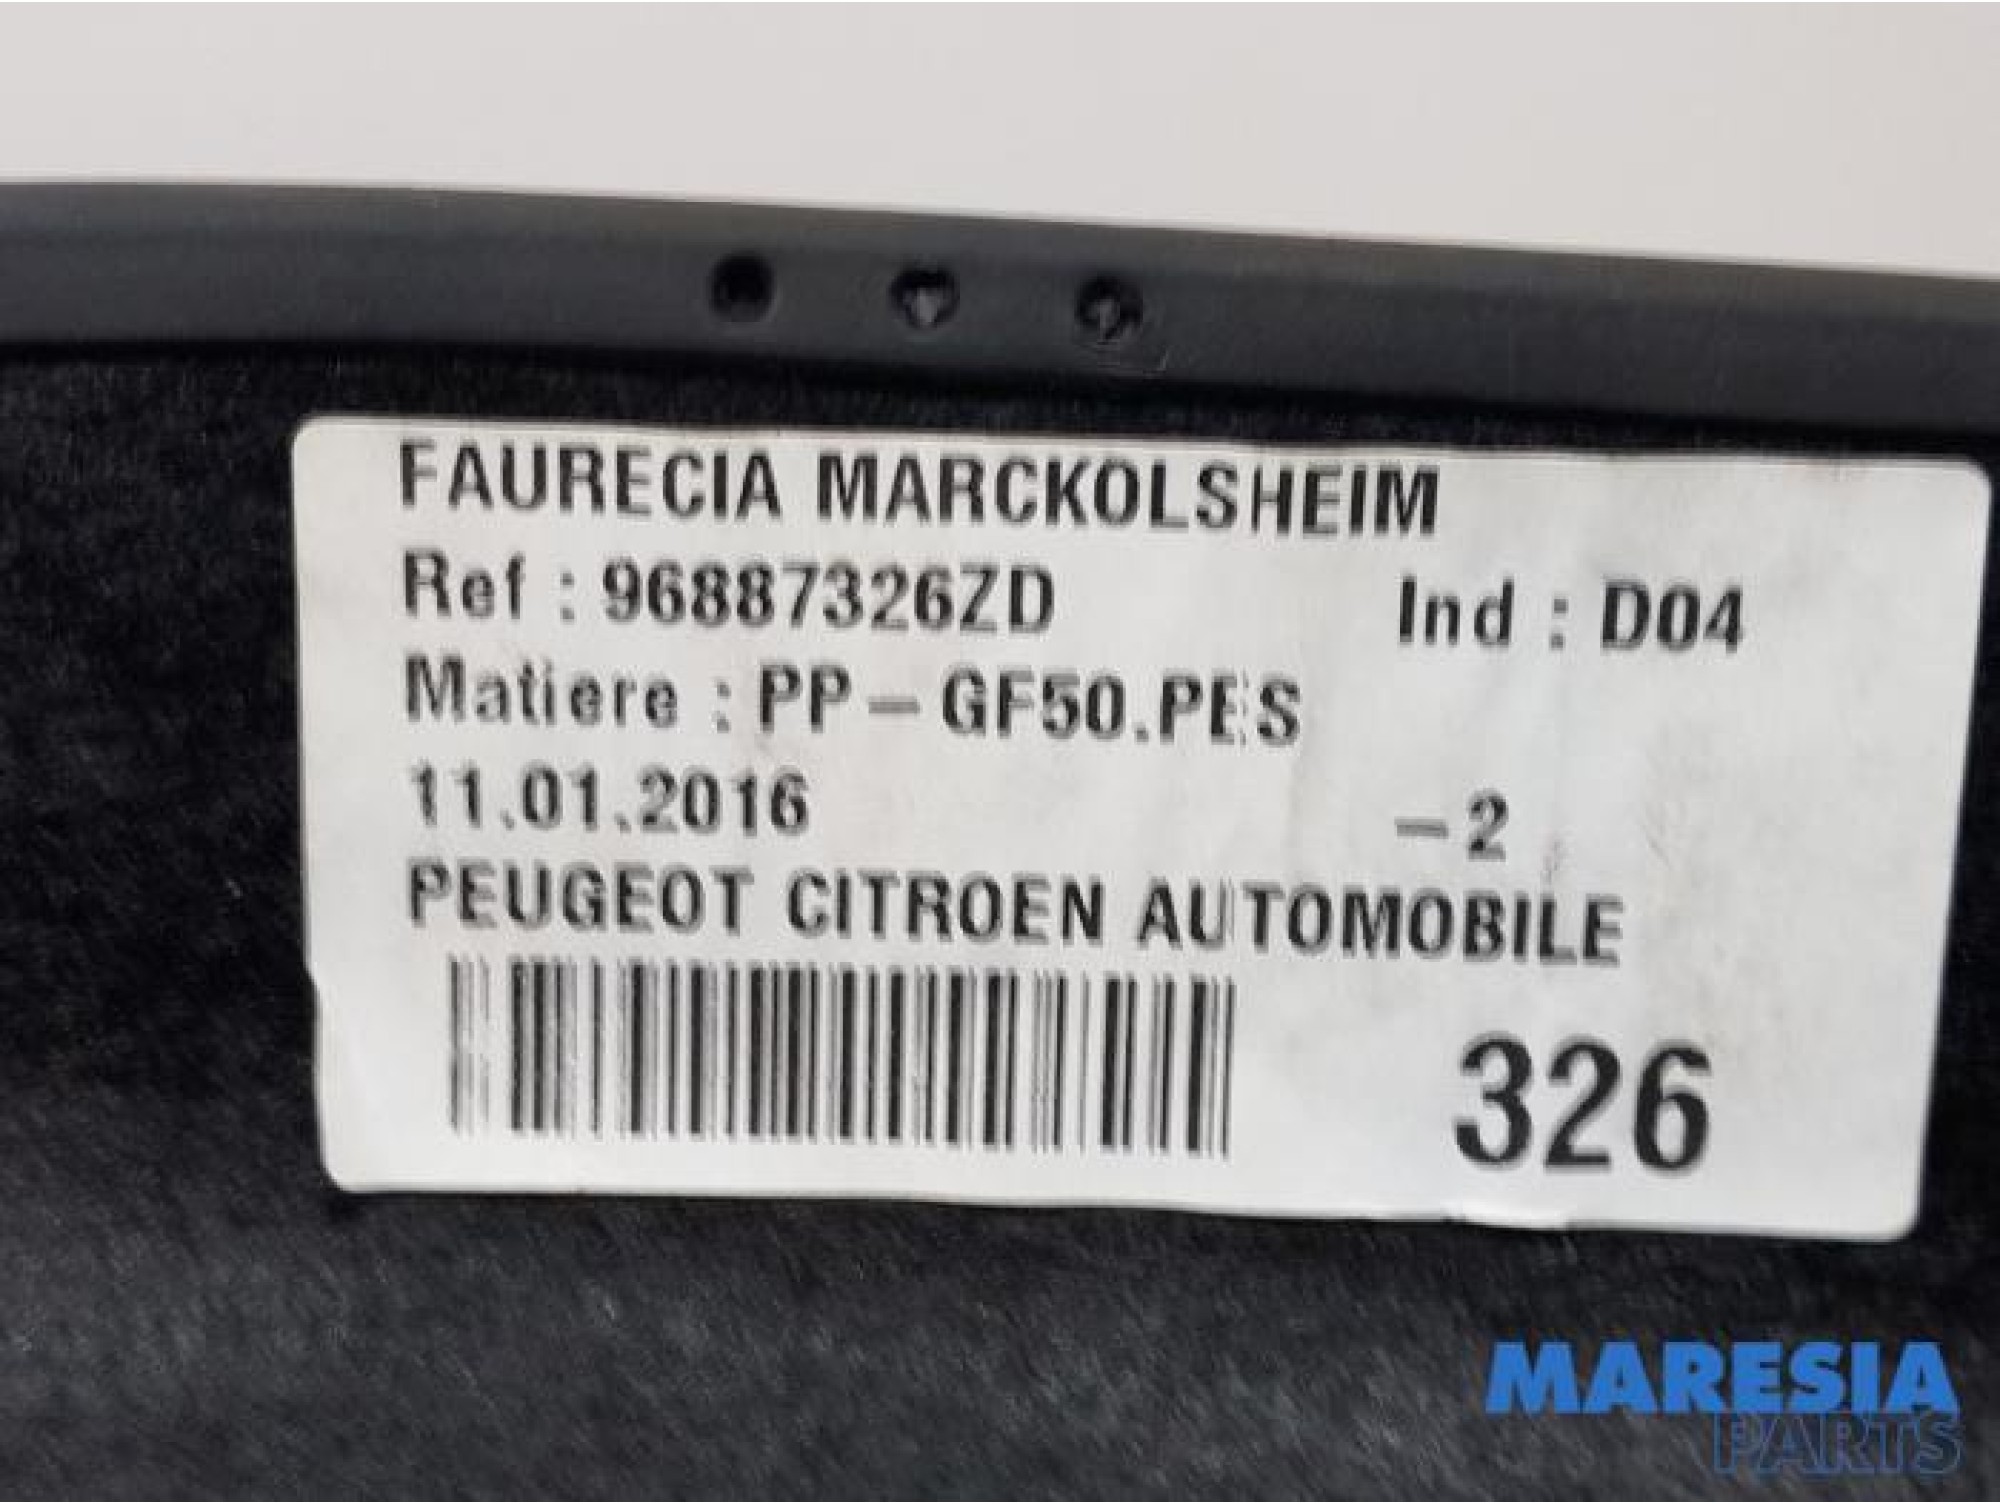 FAURECIA MARCKOLSHEIM
Ref : 96887326ZD Ind : D04
Matiere : PP-GF50.PES
11.01.2016 -2
PEUGEOT CITROEN AUTOMOBILE
326
MARESIA
PARTS